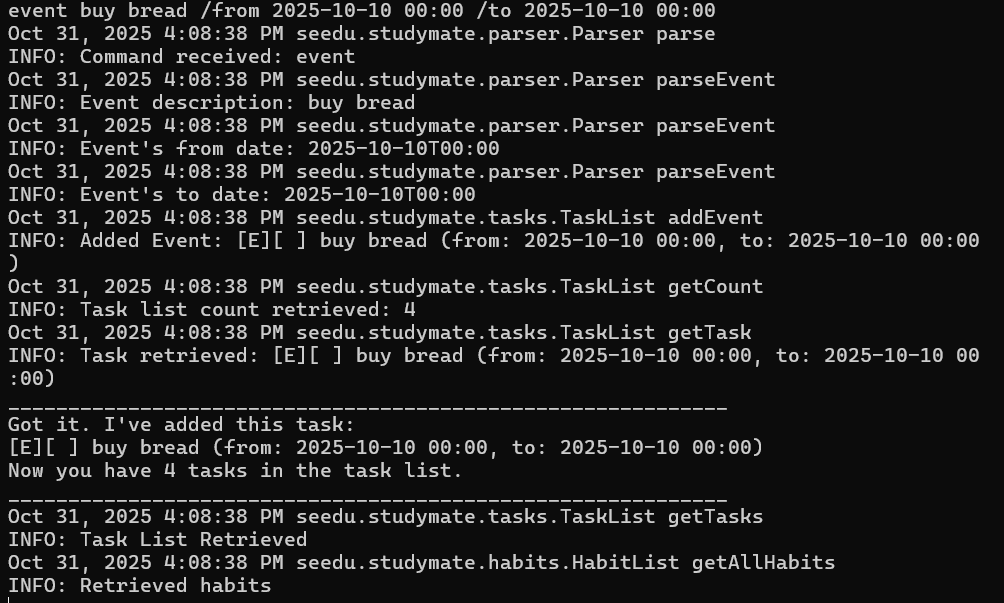 event buy bread /from 2025-10-10 00:00 /to 2025-10-10 00:00
Oct 31, 2025 4:08:38 PM seedu.studymate.parser.Parser parse
INFO: Command received: event
Oct 31, 2025 4:08:38 PM seedu.studymate.parser.Parser parseEvent
INFO: Event description: buy bread
Oct 31, 2025 4:08:38 PM seedu.studymate.parser.Parser parseEvent
INFO: Event's from date: 2025-10-10T00:00
Oct 31, 2025 4:08:38 PM seedu.studymate.parser.Parser parseEvent
INFO: Event's to date: 2025-10-10T00:00
Oct 31, 2025 4:08:38 PM seedu.studymate.tasks.TaskList addEvent
INFO: Added Event: [E][ ] buy bread (from: 2025-10-10 00:00, to: 2025-10-10 00:00
)
Oct 31, 2025 4:08:38 PM seedu.studymate.tasks.TaskList getCount
INFO: Task list count retrieved: 4
Oct 31, 2025 4:08:38 PM seedu.studymate.tasks.TaskList getTask
INFO: Task retrieved: [E][ ] buy bread (from: 2025-10-10 00:00, to: 2025-10-10 00
:00)
____________________________________________________________
Got it. I've added this task:
[E][ ] buy bread (from: 2025-10-10 00:00, to: 2025-10-10 00:00)
Now you have 4 tasks in the task list.
____________________________________________________________
Oct 31, 2025 4:08:38 PM seedu.studymate.tasks.TaskList getTasks
INFO: Task List Retrieved
Oct 31, 2025 4:08:38 PM seedu.studymate.habits.HabitList getAllHabits
INFO: Retrieved habits